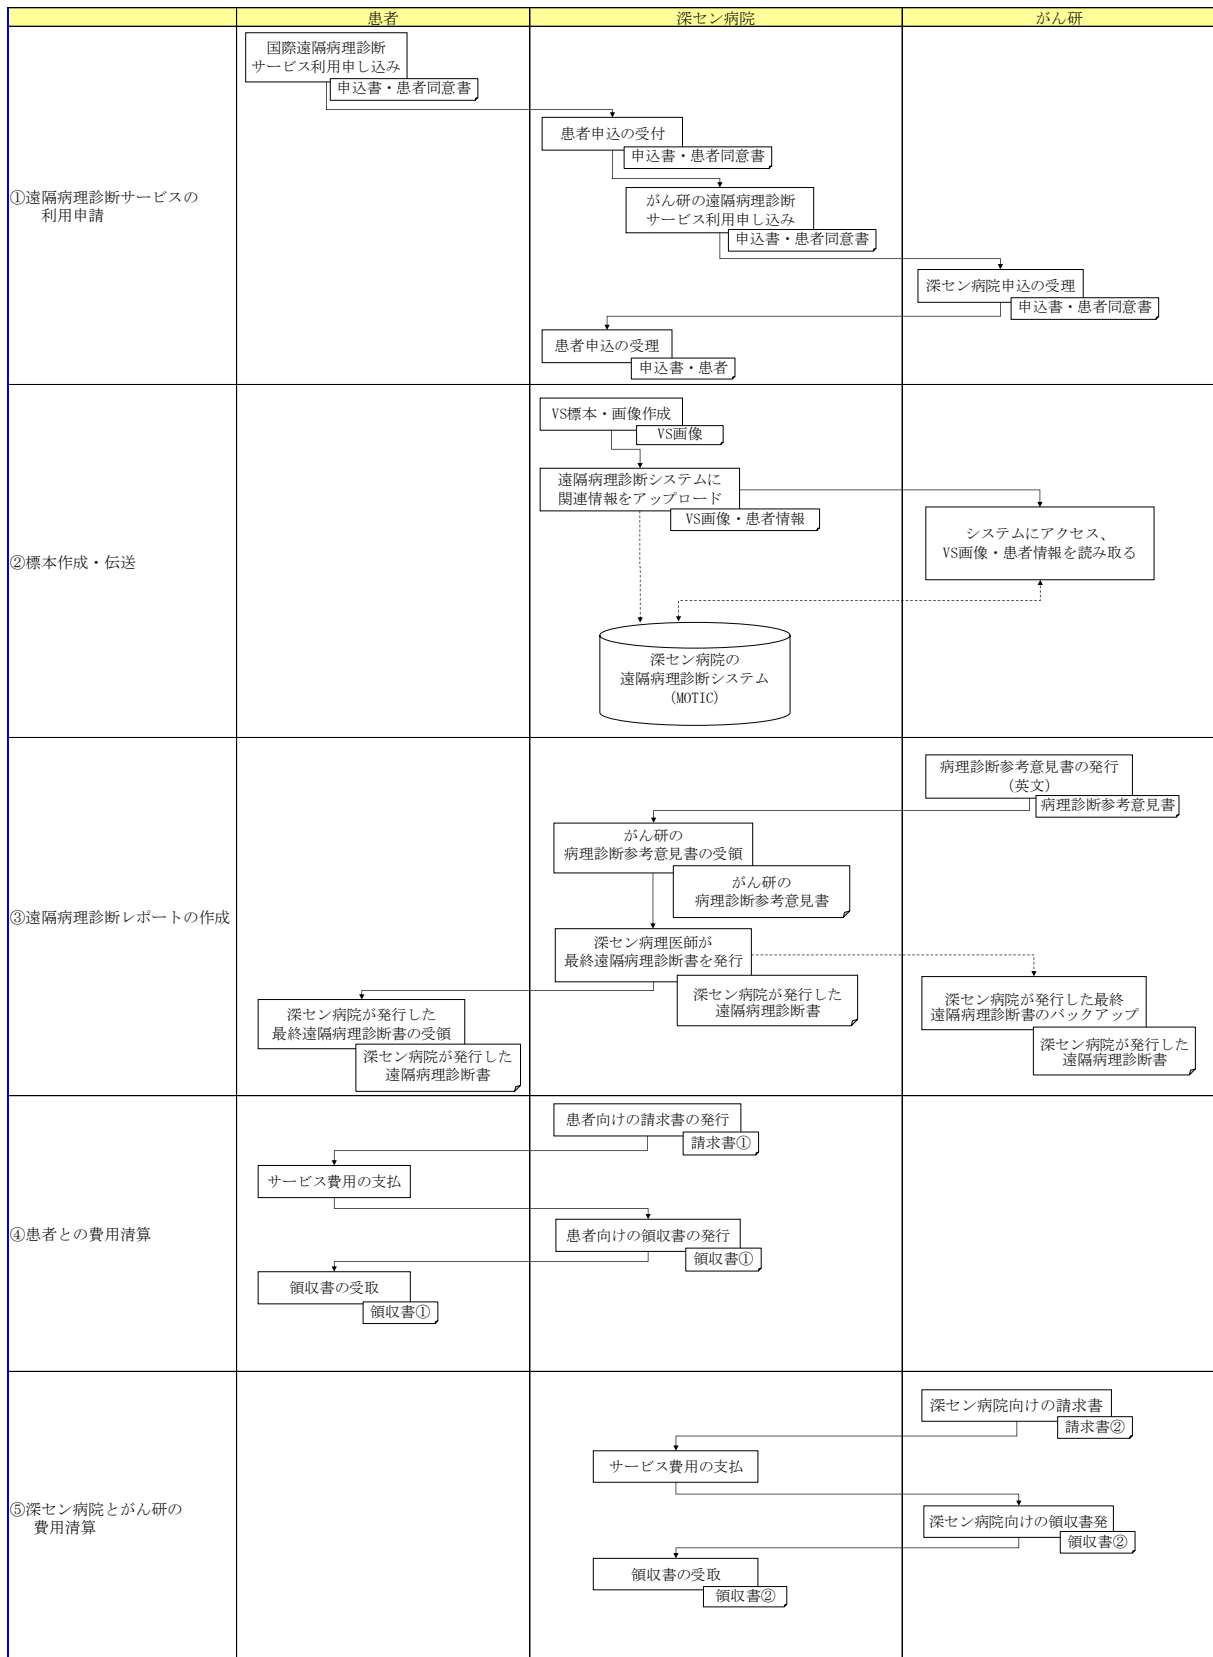 患者
深セン病院
がん研
①遠隔病理診断サービスの
利用申請
国際遠隔病理診断
サービス利用申し込み
申込書・患者同意書
患者申込の受付
申込書・患者同意書
がん研の遠隔病理診断
サービス利用申し込み
申込書・患者同意書
深セン病院申込の受理
申込書・患者同意書
患者申込の受理
申込書・患者
②標本作成・伝送
VS標本・画像作成
VS画像
遠隔病理診断システムに
関連情報をアップロード
VS画像・患者情報
システムにアクセス、
VS画像・患者情報を読み取る
深セン病院の
遠隔病理診断システム
(MOTIC)
③遠隔病理診断レポートの作成
病理診断参考意見書の発行
(英文)
病理診断参考意見書
がん研の
病理診断参考意見書の受領
がん研の
病理診断参考意見書
深セン病理医師が
最終遠隔病理診断書を発行
深セン病院が発行した
遠隔病理診断書
深セン病院が発行した最終
遠隔病理診断書のバックアップ
深セン病院が発行した
遠隔病理診断書
深セン病院が発行した
最終遠隔病理診断書の受領
深セン病院が発行した
遠隔病理診断書
④患者との費用清算
患者向けの請求書の発行
請求書①
サービス費用の支払
患者向けの領収書の発行
領収書①
領収書の受取
領収書①
⑤深セン病院とがん研の
費用清算
深セン病院向けの請求書
請求書②
サービス費用の支払
深セン病院向けの領収書発
領収書②
領収書の受取
領収書②